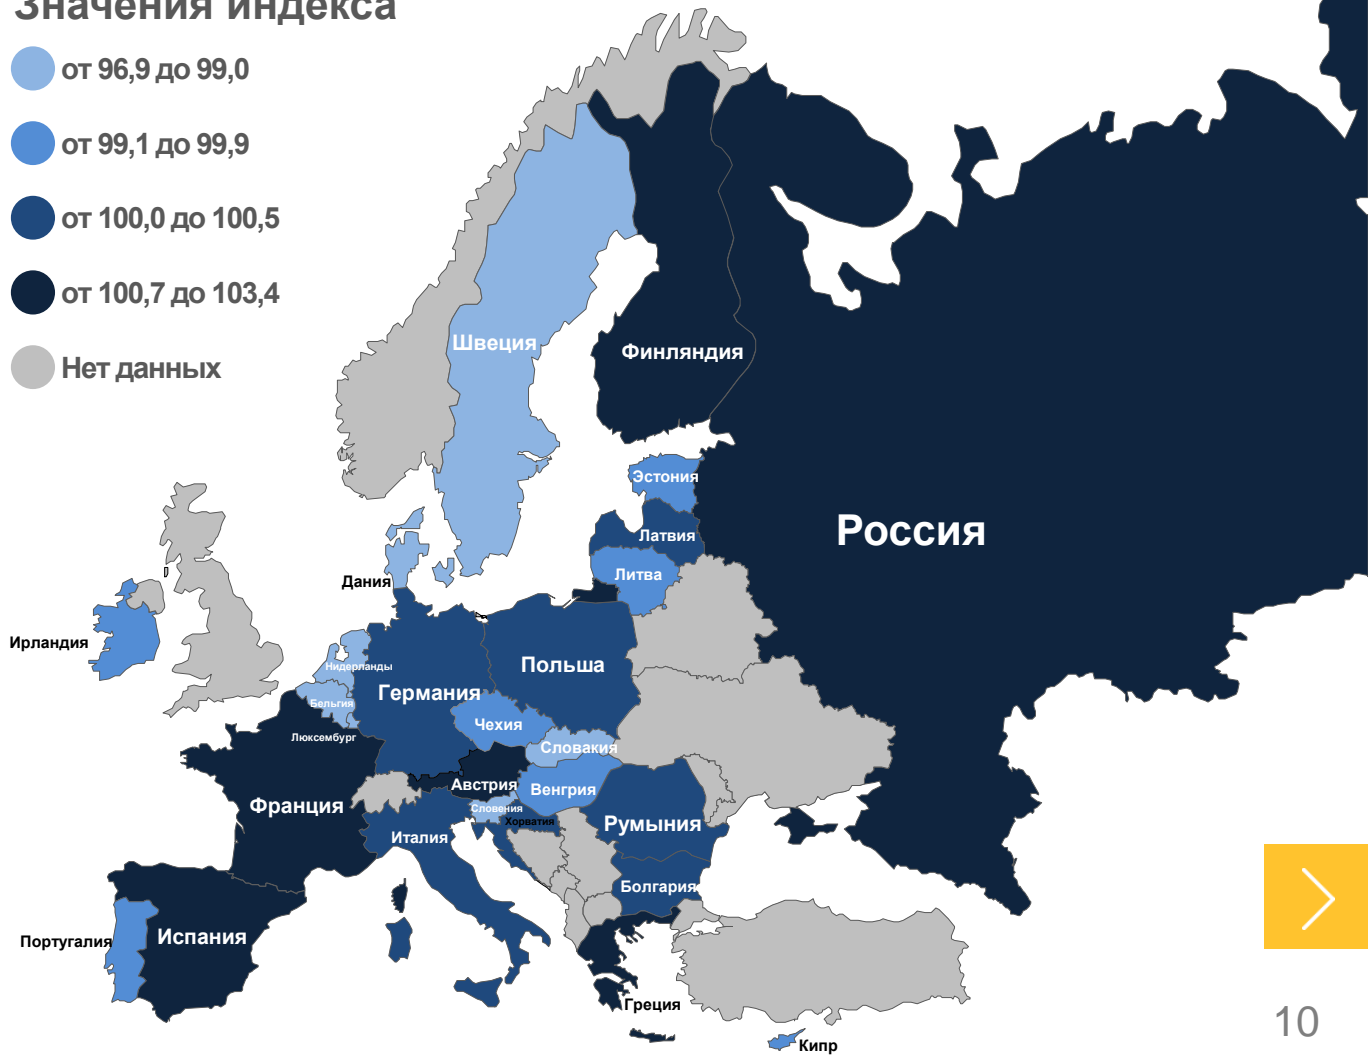 Значения индекса
от 96,9 до 99,0
от 99,1 до 99,9
от 100,0 до 100,5
от 100,7 до 103,4
Нет данных
Швеция
Финляндия
Эстония
Россия
Латвия
Литва
Дания
Ирландия
Нидерланды
Польша
Германия
Бельгия
Чехия
Люксембург
Словакия
Австрия
Венгрия
Франция
Словения
Хорватия
Румыния
Италия
Болгария
Испания
Португалия
Греция
Кипр
10